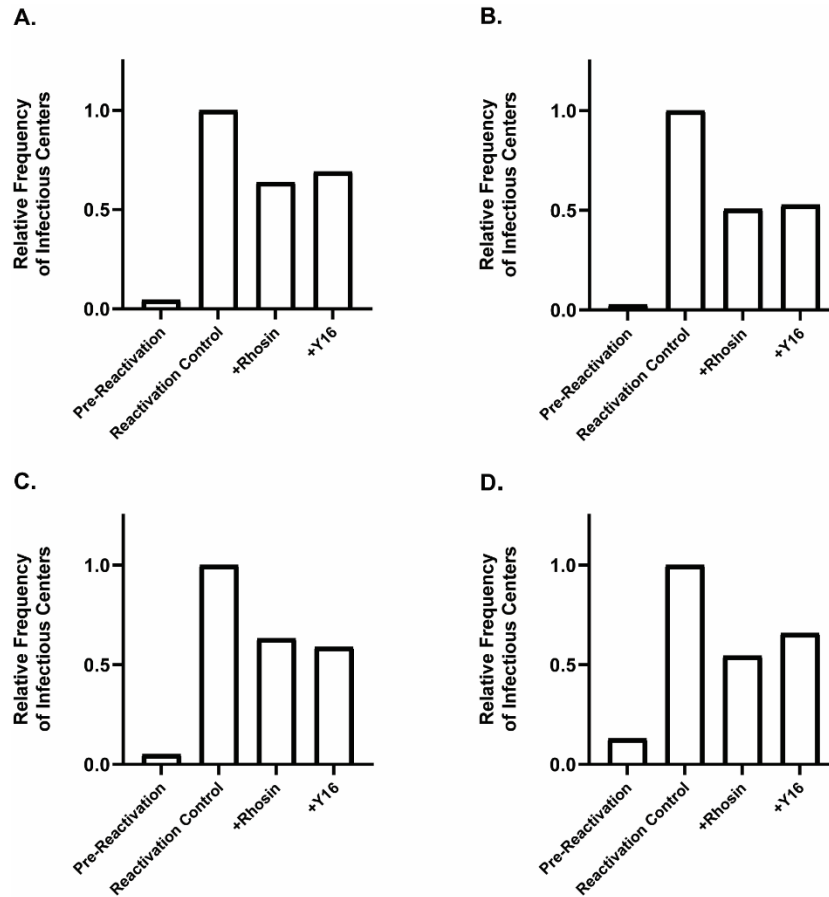 A.
Relative Frequency
of Infectious Centers
1.0
0.5
0.0
Pre-Reactivation
Reactivation Control
+Rhosin
+Y16
B.
Relative Frequency
of Infectious Centers
1.0
0.5
0.0
Pre-Reactivation
Reactivation Control
+Rhosin
+Y16
C.
Relative Frequency
of Infectious Centers
1.0
0.5
0.0
Pre-Reactivation
Reactivation Control
+Rhosin
+Y16
D.
Relative Frequency
of Infectious Centers
1.0
0.5
0.0
Pre-Reactivation
Reactivation Control
+Rhosin
+Y16